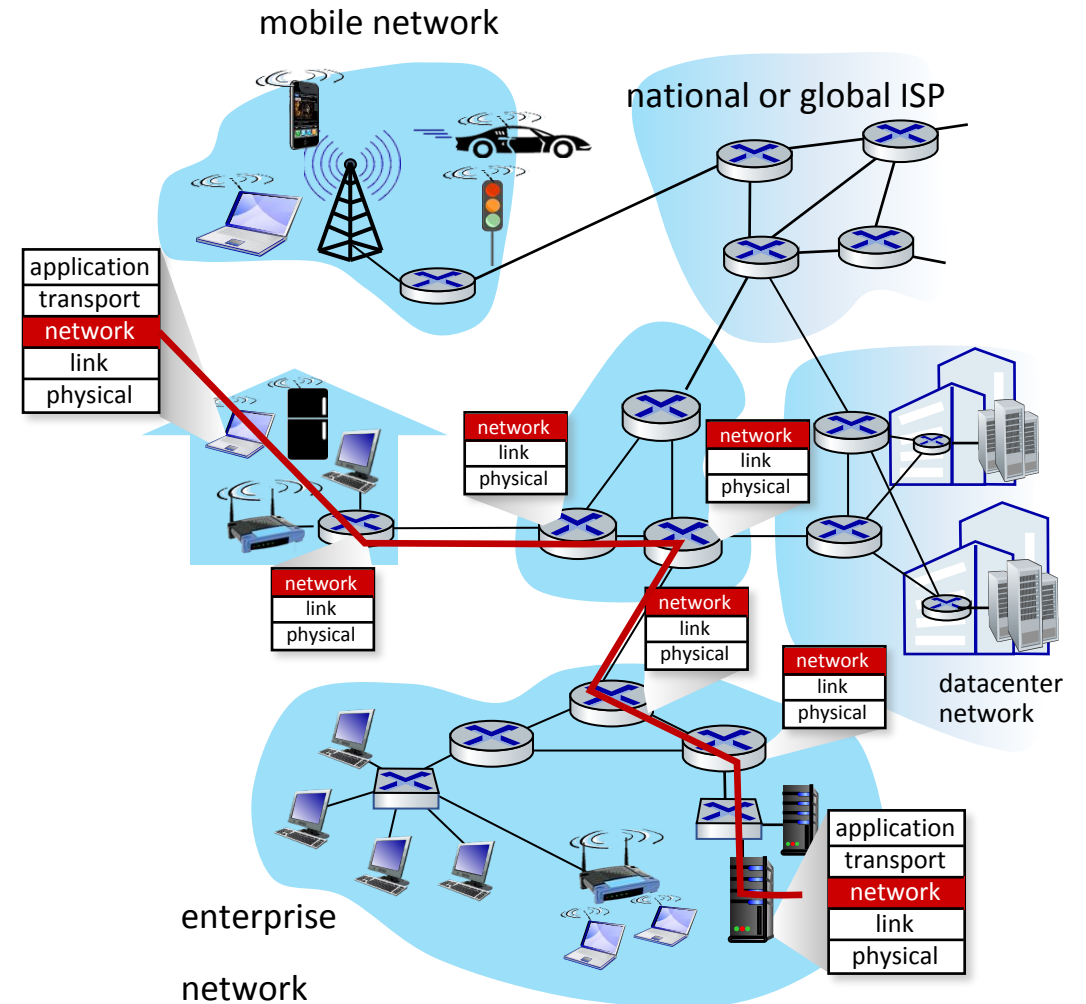 mobile network
national or global ISP
application
transport
network
link
physical
network
link
physical
network
link
physical
network
link
physical
network
link
physical
network
link
physical
datacenter
network
application
transport
network
link
physical
enterprise
network